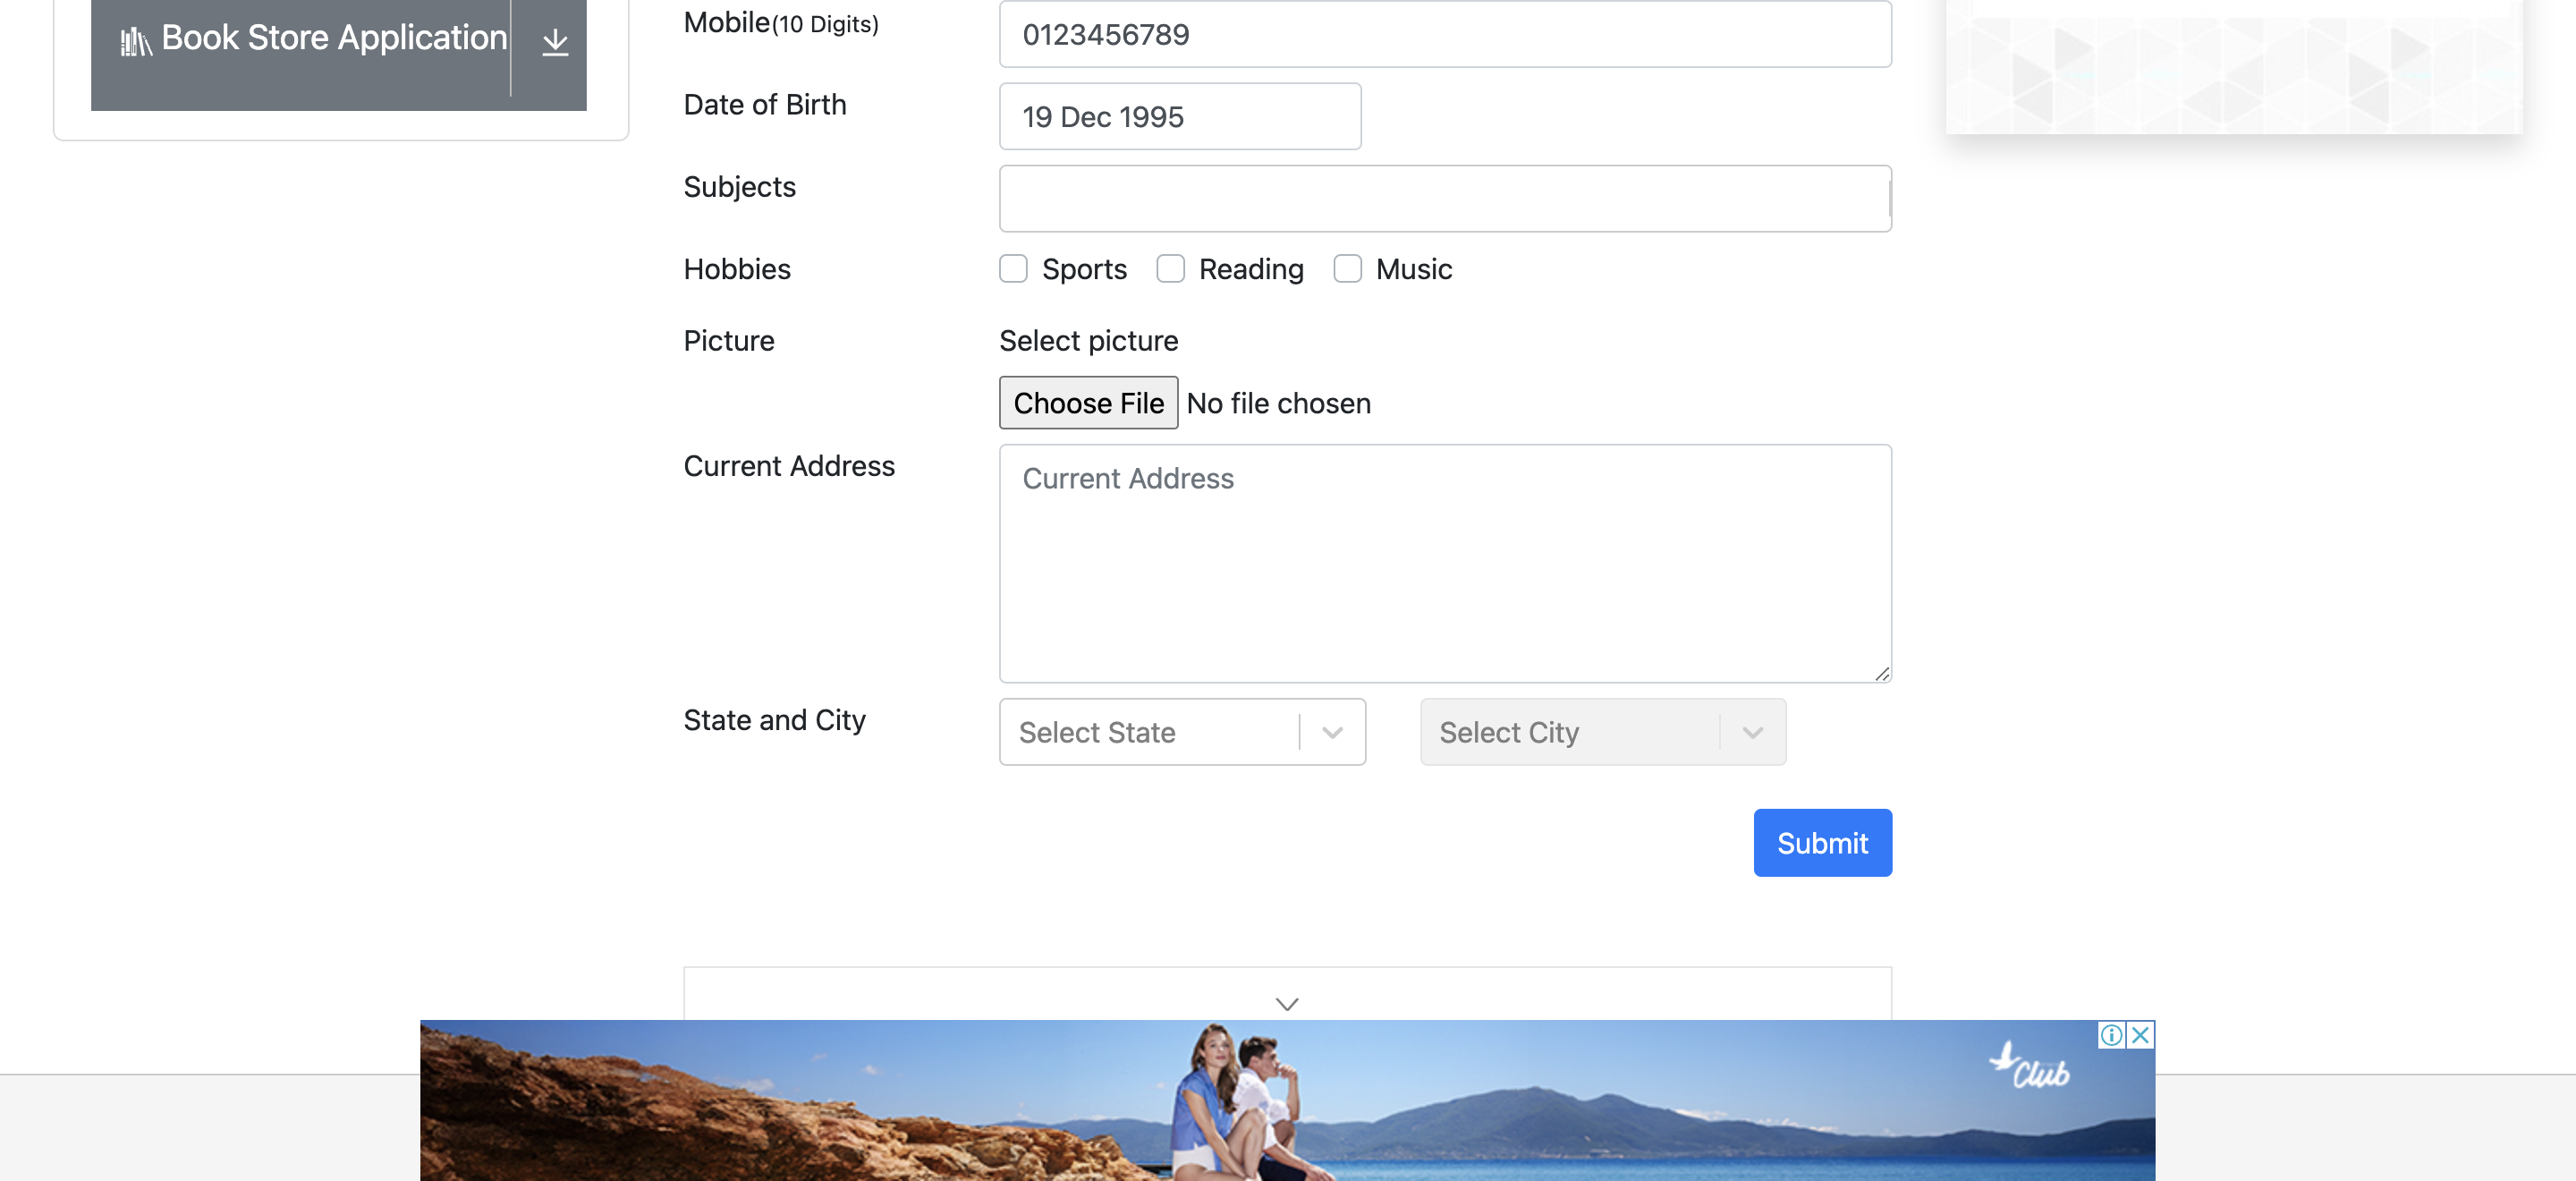 Book Store Application
Mobile(10 Digits)
0123456789
Date of Birth
19 Dec 1995
Subjects
Hobbies
Sports
Reading
Music
Picture
Select picture
Choose File
No file chosen
Current Address
Current Address
State and City
Select State
Select City
Submit
Club